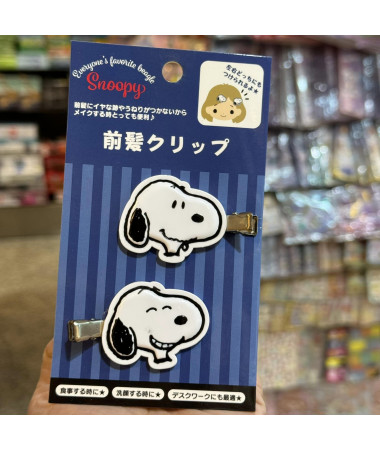 Everyone's favorite beagle
Snoopy
左右どっちにも
つけられるよ★
前髪にイヤな跡やうねりがつかないから
メイクする時とっても便利♪
前髪クリップ
食事する時に★
洗顔する時に★
デスクワークにも最適★